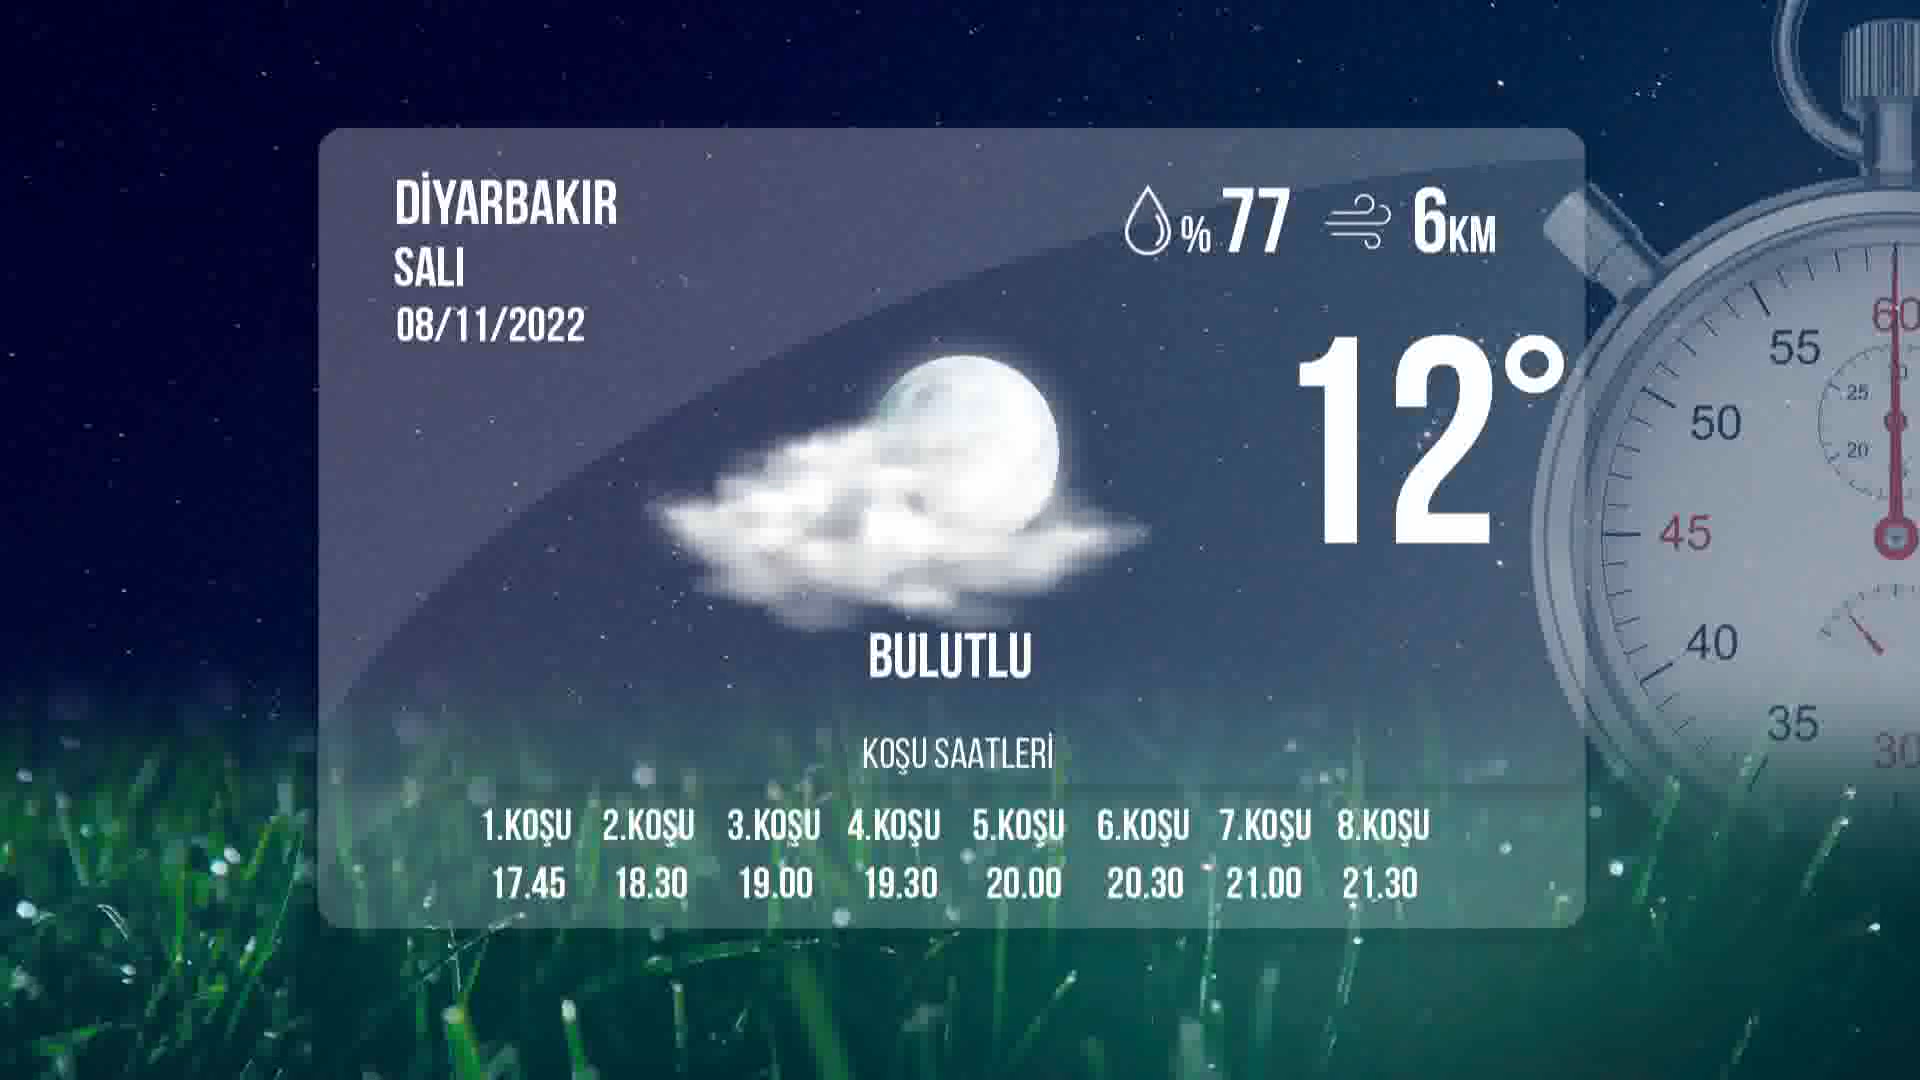 DİYARBAKIR
SALI
08/11/2022
%77 6KM
12°
BULUTLU
KOŞU SAATLERİ
1.KOŞU 2.KOŞU 3.KOŞU 4.KOŞU 5.KOŞU 6.KOŞU 7.KOŞU 8.KOŞU
17.45 18.30 19.00 19.30 20.00 20.30 21.00 21.30
60
55
25
50
20
45
40
35
30